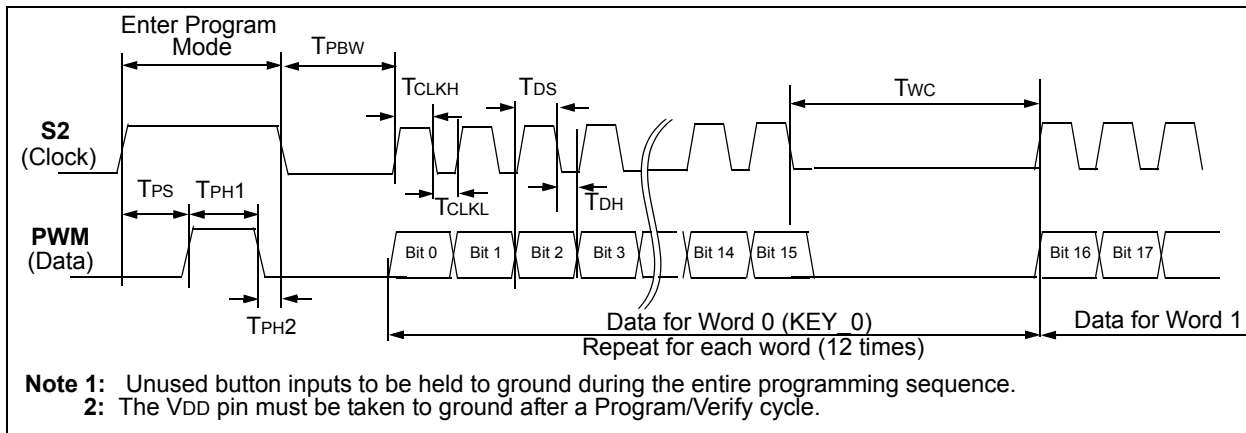 Enter Program
Mode
TPBW
TCLKH
TDS
TWC
S2
(Clock)
TPS
TPH1
TCLKL
TDH
PWM
(Data)
Bit 0
Bit 1
Bit 2
Bit 3
Bit 14
Bit 15
Bit 16
Bit 17
TPH2
Data for Word 0 (KEY_0)
Data for Word 1
Repeat for each word (12 times)
Note 1: Unused button inputs to be held to ground during the entire programming sequence.
2: The VDD pin must be taken to ground after a Program/Verify cycle.